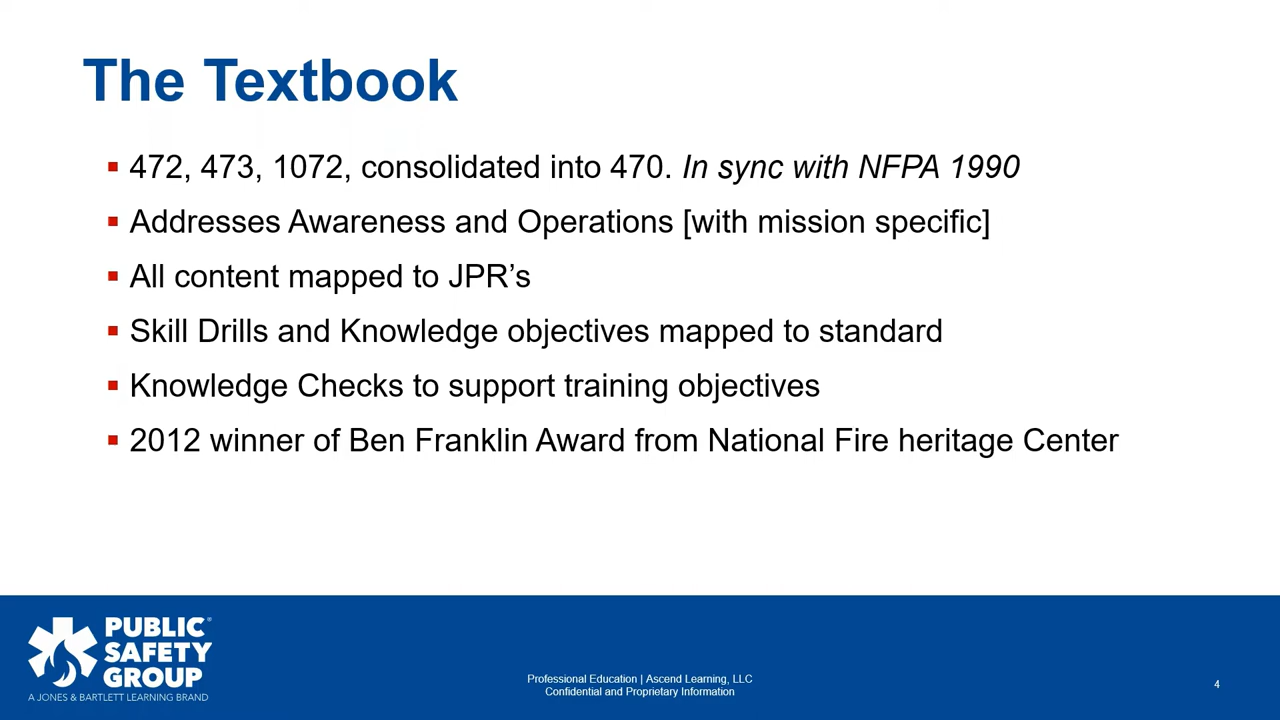 The Textbook
472, 473, 1072, consolidated into 470. In sync with NFPA 1990
Addresses Awareness and Operations [with mission specific]
All content mapped to JPR’s
Skill Drills and Knowledge objectives mapped to standard
Knowledge Checks to support training objectives
2012 winner of Ben Franklin Award from National Fire heritage Center
PUBLIC
SAFETY
GROUP
A JONES & BARTLETT LEARNING BRAND
Professional Education | Ascend Learning, LLC
Confidential and Proprietary Information
4